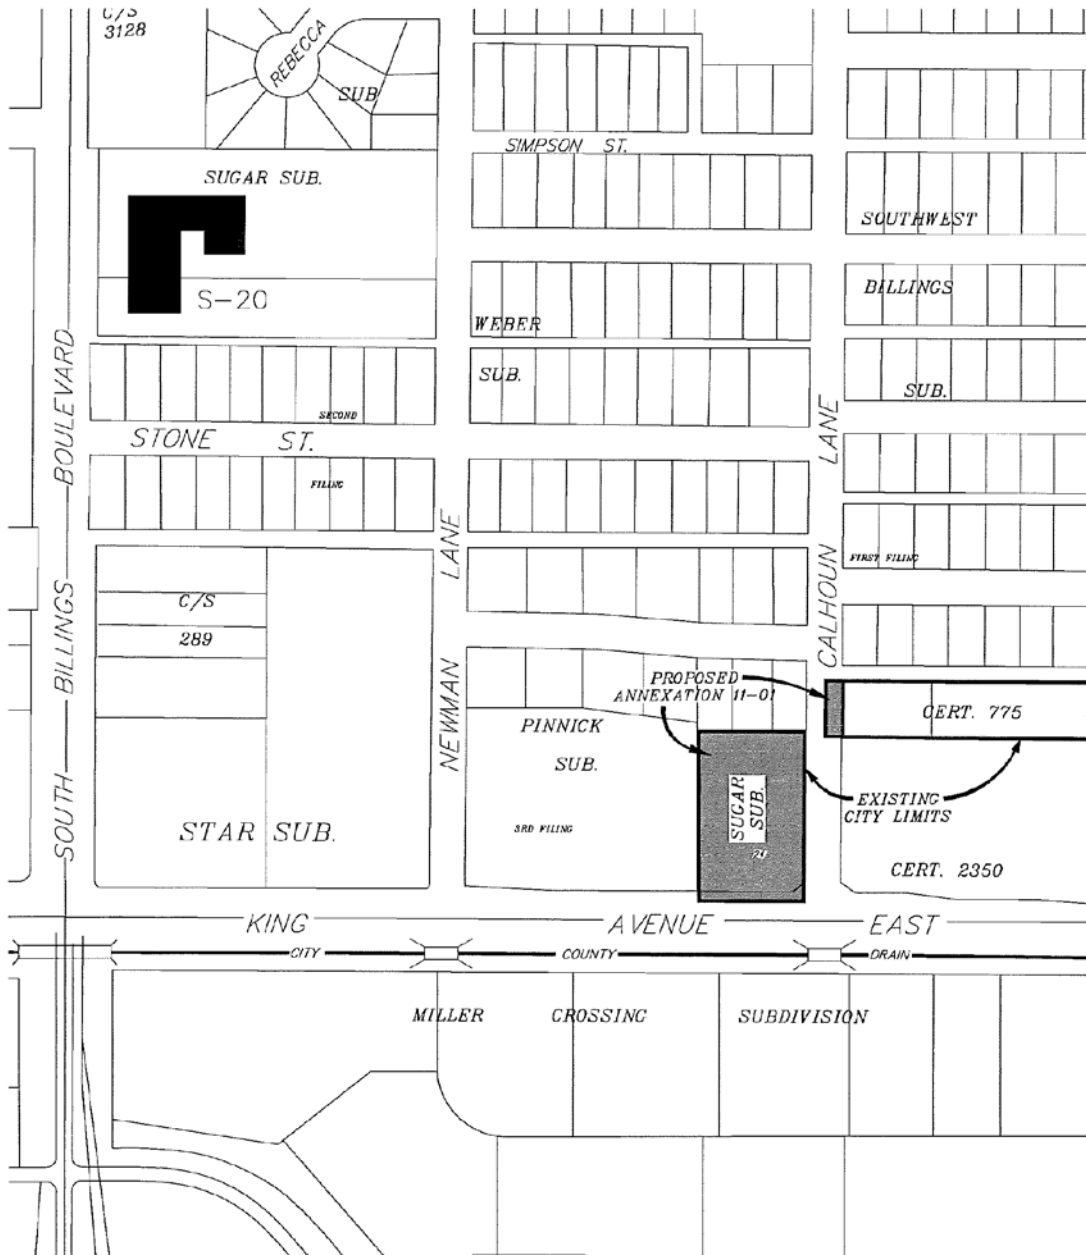 C/S
3128
REBECCA
SUB
SIMPSON ST.
SUGAR SUB.
SOUTHWEST
S-20
BILLINGS
WEBER
SUB.
SUB.
SECOND
STONE ST.
FILING
SOUTH BILLINGS BOULEVARD
NEWMAN LANE
CALHOUN LANE
FIRST FILING
C/S
289
PROPOSED
ANNEXATION 11-01
CERT. 775
PINNICK
SUB.
3RD FILING
SUGAR
SUB.
EXISTING
CITY LIMITS
STAR SUB.
CERT. 2350
KING AVENUE EAST
CITY COUNTY DRAIN
MILLER CROSSING SUBDIVISION